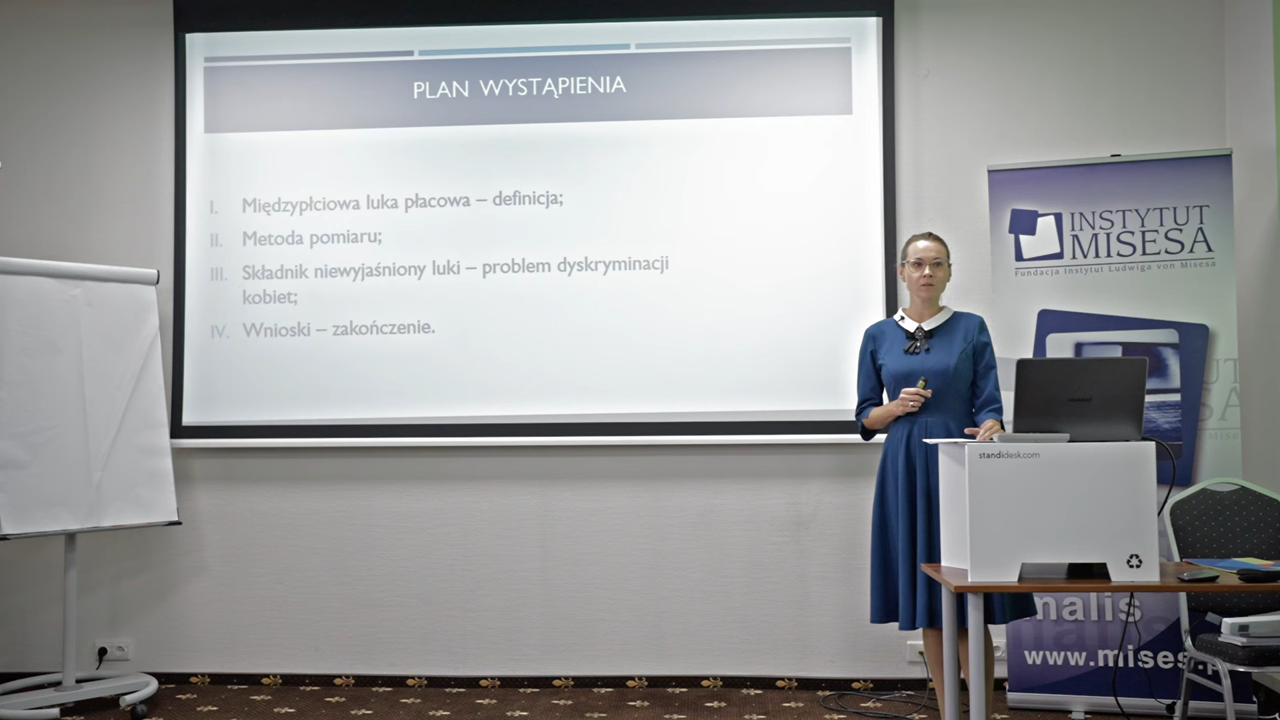 PLAN WYSTĄPIENIA
I. Międzypłciowa luka płacowa – definicja;
II. Metoda pomiaru;
III. Składnik niewyjaśniony luki – problem dyskryminacji
kobiet;
IV. Wnioski – zakończenie.
INSTYTUT
MISESA
Fundacja Instytut Ludwiga von Misesa
standidesk.com
nalis
www.mises.p